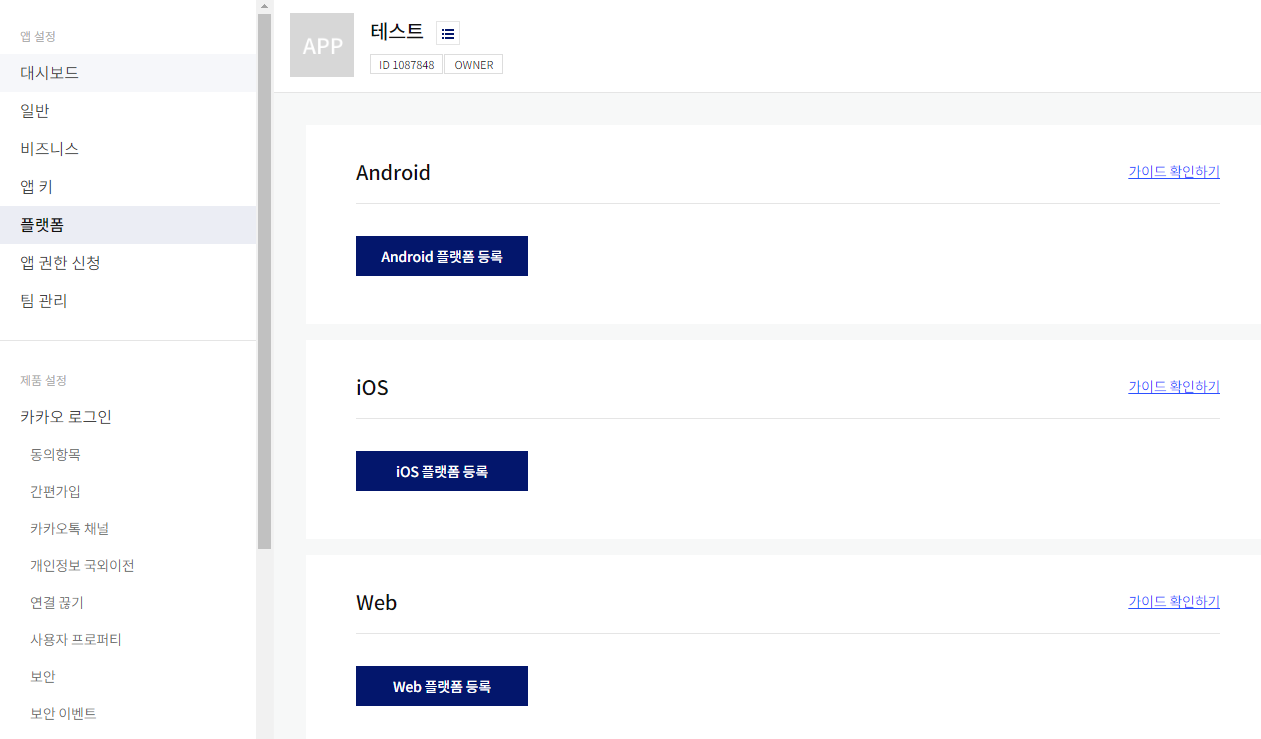 앱 설정
대시보드
일반
비즈니스
앱 키
플랫폼
앱 권한 신청
팀 관리
제품 설정
카카오 로그인
동의항목
간편가입
카카오톡 채널
개인정보 국외이전
연결 끊기
사용자 프로퍼티
보안
보안 이벤트
APP
테스트
ID 1087848 OWNER
Android 가이드 확인하기
Android 플랫폼 등록
iOS 가이드 확인하기
iOS 플랫폼 등록
Web 가이드 확인하기
Web 플랫폼 등록